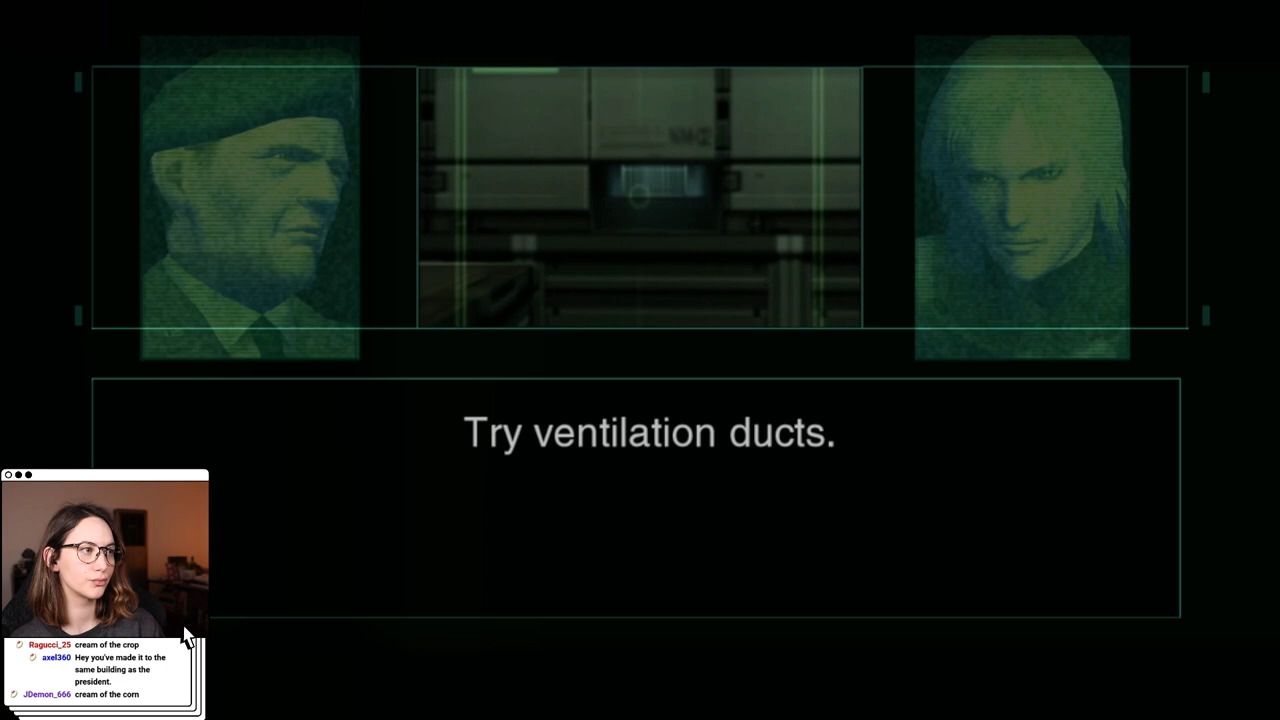 Try ventilation ducts.
Ragucci_25 cream of the crop
axel360 Hey you've made it to the
same building as the
president.
JDemon_666 cream of the corn